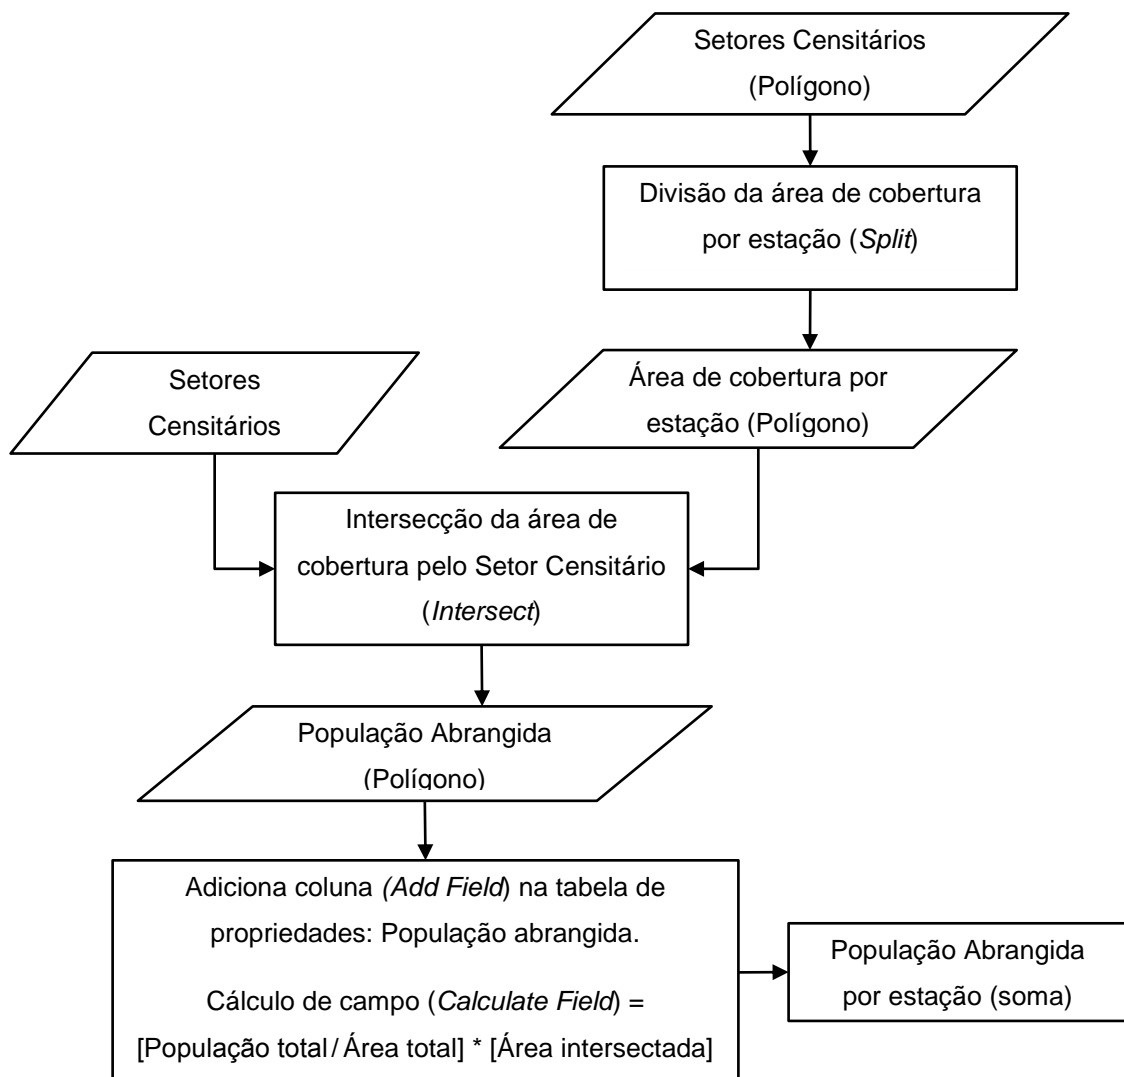 Setores Censitários
(Polígono)
Divisão da área de cobertura
por estação (Split)
Setores
Censitários
Área de cobertura por
estação (Polígono)
Intersecção da área de
cobertura pelo Setor Censitário
(Intersect)
População Abrangida
(Polígono)
Adiciona coluna (Add Field) na tabela de
propriedades: População abrangida.
Cálculo de campo (Calculate Field) =
[População total/Área total] * [Área intersectada]
População Abrangida
por estação (soma)